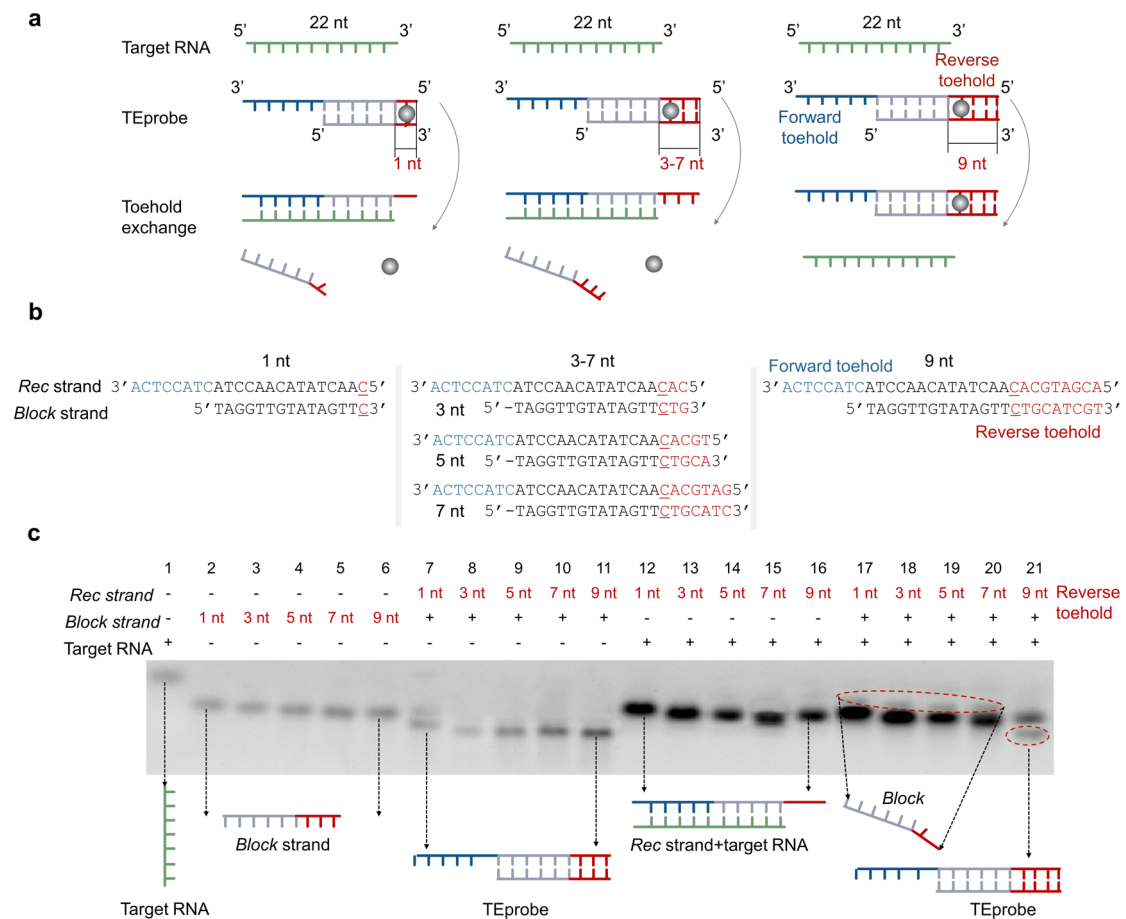 a
22 nt 22 nt 22 nt
5’ 3’ 5’ 3’ 5’ 3’
Target RNA
Reverse toehold
3’ 5’ 3’ 5’ 3’ 5’
TEprobe
Forward toehold
5’ 3’ 5’ 3’ 5’ 3’
1 nt 3-7 nt 9 nt
Toehold exchange
b
1 nt 3-7 nt 9 nt
Forward toehold
Rec strand 3’ACTCCATCATCCAACATATCAAC5’ 3’ACTCCATCATCCAACATATCAACAC5’ 3’ACTCCATCATCCAACATATCAACACGTAGCA5’
Block strand 5’TAGGTTGTATAGTTC3’ 3 nt 5’-TAGGTTGTATAGTTCTG3’ 5’TAGGTTGTATAGTTCTGCATCGT3’
Reverse toehold
3’ACTCCATCATCCAACATATCAACACGT5’
5 nt 5’-TAGGTTGTATAGTTCTGCA3’
3’ACTCCATCATCCAACATATCAACACGTAG5’
7 nt 5’-TAGGTTGTATAGTTCTGCATC3’
c
1 2 3 4 5 6 7 8 9 10 11 12 13 14 15 16 17 18 19 20 21
Rec strand - - - - - - 1 nt 3 nt 5 nt 7 nt 9 nt 1 nt 3 nt 5 nt 7 nt 9 nt 1 nt 3 nt 5 nt 7 nt 9 nt Reverse toehold
Block strand - 1 nt 3 nt 5 nt 7 nt 9 nt + + + + + - - - - - + + + + +
Target RNA + - - - - - - - - - - + + + + + + + + + +
Block
Block strand
Rec strand+target RNA
Target RNA
TEprobe
TEprobe